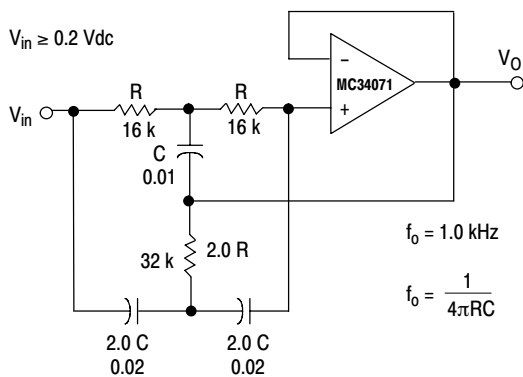 V_in ≥ 0.2 Vdc
V_in
R
16 k
R
16 k
−
MC34071
+
V_O
C
0.01
32 k
2.0 R
2.0 C
0.02
2.0 C
0.02
f_o = 1.0 kHz
f_o = 1 / 4πRC